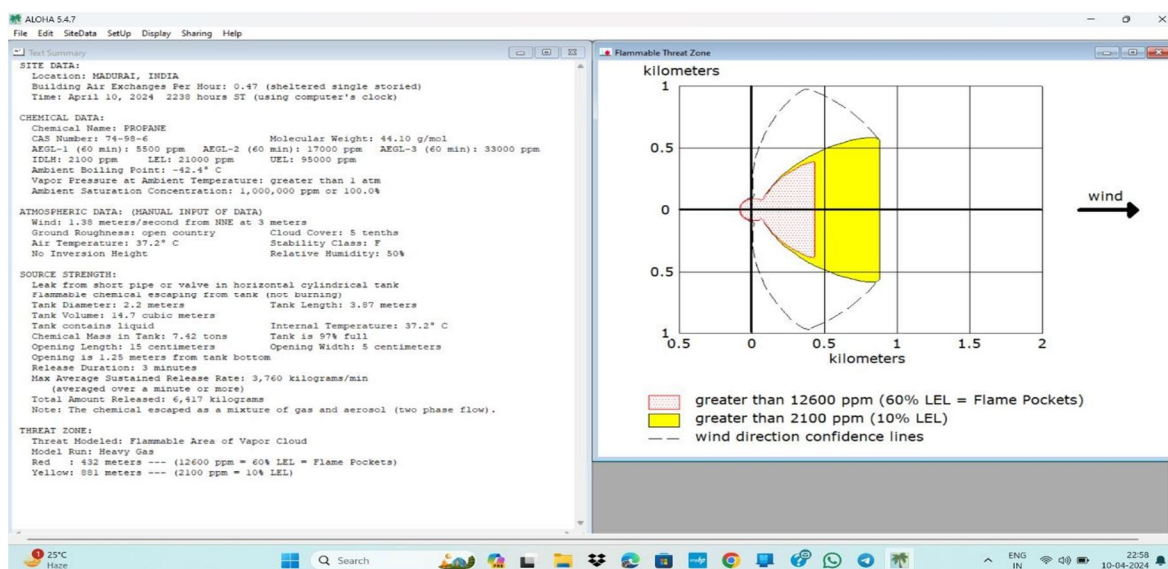 ALOHA 5.4.7
File Edit SiteData SetUp Display Sharing Help
Text Summary
SITE DATA:
Location: MADURAI, INDIA
Building Air Exchanges Per Hour: 0.47 (sheltered single storied)
Time: April 10, 2024 2238 hours ST (using computer's clock)
CHEMICAL DATA:
Chemical Name: PROPANE
CAS Number: 74-98-6 Molecular Weight: 44.10 g/mol
AEGL-1 (60 min): 5500 ppm AEGL-2 (60 min): 17000 ppm AEGL-3 (60 min): 33000 ppm
IDLH: 2100 ppm LEL: 21000 ppm UEL: 95000 ppm
Ambient Boiling Point: -42.4° C
Vapor Pressure at Ambient Temperature: greater than 1 atm
Ambient Saturation Concentration: 1,000,000 ppm or 100.0%
ATMOSPHERIC DATA: (MANUAL INPUT OF DATA)
Wind: 1.38 meters/second from NNE at 3 meters
Ground Roughness: open country Cloud Cover: 5 tenths
Air Temperature: 37.2° C Stability Class: F
No Inversion Height Relative Humidity: 50%
SOURCE STRENGTH:
Leak from short pipe or valve in horizontal cylindrical tank
Flammable chemical escaping from tank (not burning)
Tank Diameter: 2.2 meters Tank Length: 3.87 meters
Tank Volume: 14.7 cubic meters
Tank contains liquid Internal Temperature: 37.2° C
Chemical Mass in Tank: 7.42 tons Tank is 97% full
Opening Length: 15 centimeters Opening Width: 5 centimeters
Opening is 1.25 meters from tank bottom
Release Duration: 3 minutes
Max Average Sustained Release Rate: 3,760 kilograms/min
(averaged over a minute or more)
Total Amount Released: 6,417 kilograms
Note: The chemical escaped as a mixture of gas and aerosol (two phase flow).
THREAT ZONE:
Threat Modeled: Flammable Area of Vapor Cloud
Model Run: Heavy Gas
Red : 432 meters --- (12600 ppm = 60% LEL = Flame Pockets)
Yellow: 881 meters --- (2100 ppm = 10% LEL)
Flammable Threat Zone
kilometers
1
0.5
0
0.5
1
0.5 0 0.5 1 1.5 2
kilometers
wind
greater than 12600 ppm (60% LEL = Flame Pockets)
greater than 2100 ppm (10% LEL)
wind direction confidence lines
1
25°C
Haze
Search
ENG
IN
22:58
10-04-2024